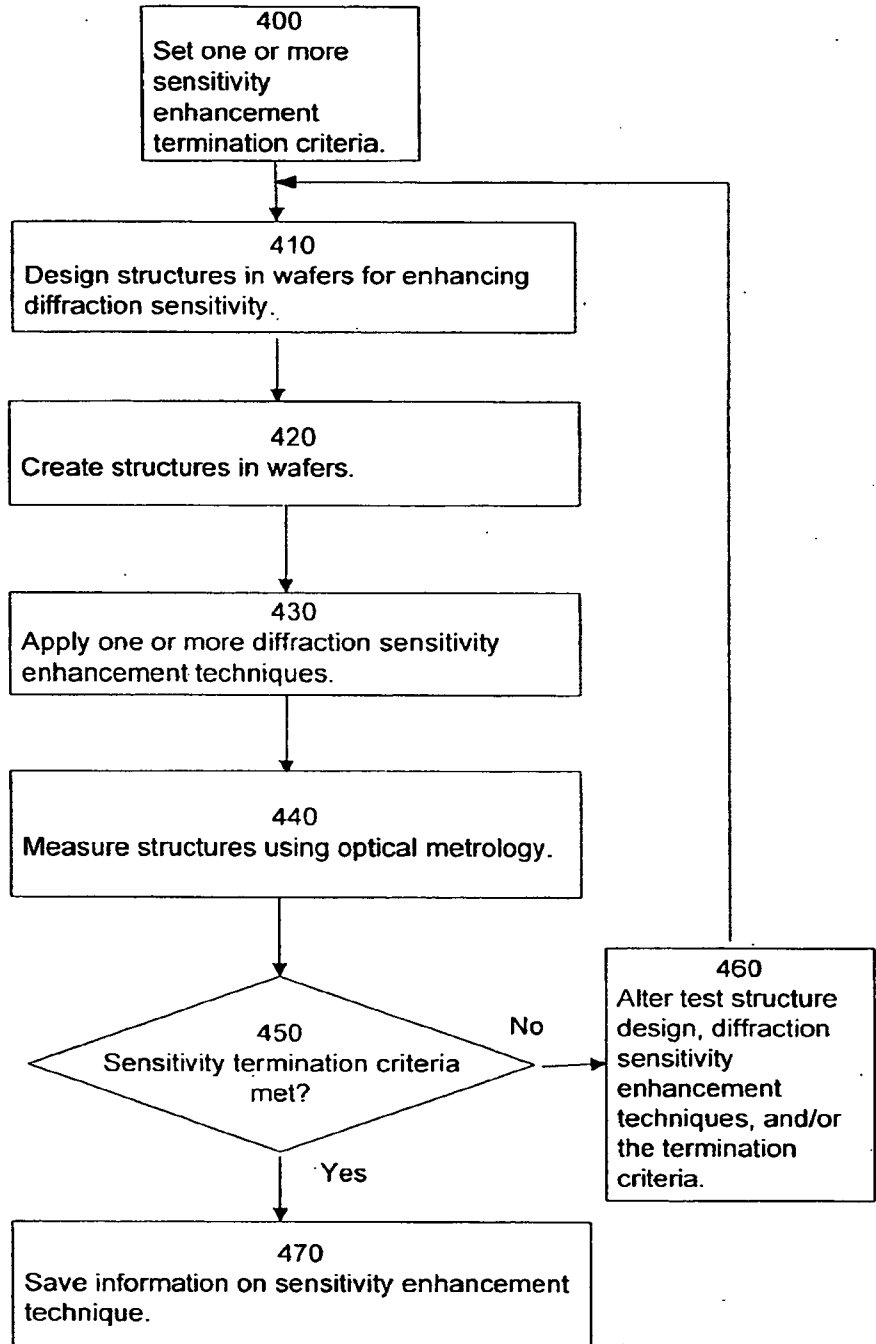 400
Set one or more
sensitivity
enhancement
termination criteria.
410
Design structures in wafers for enhancing
diffraction sensitivity.
420
Create structures in wafers.
430
Apply one or more diffraction sensitivity
enhancement techniques.
440
Measure structures using optical metrology.
450
Sensitivity termination criteria
met?
No
460
Alter test structure
design, diffraction
sensitivity
enhancement
techniques, and/or
the termination
criteria.
Yes
470
Save information on sensitivity enhancement
technique.